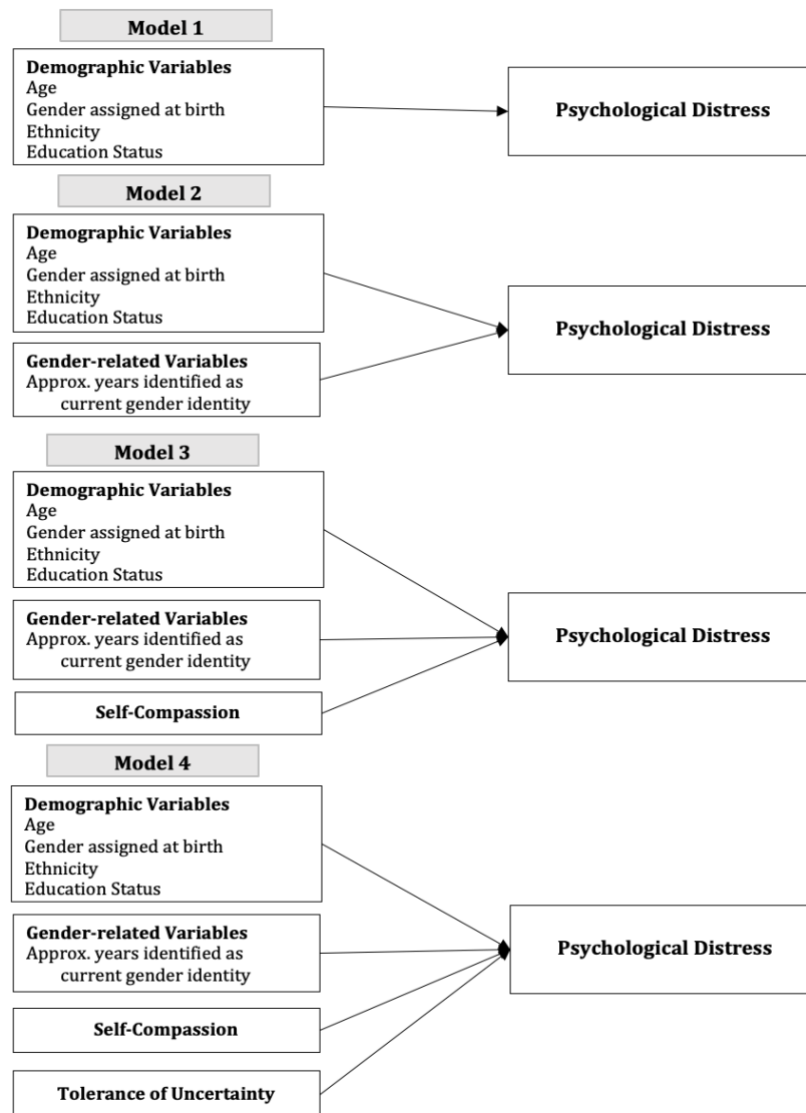 Model 1
Demographic Variables
Age
Gender assigned at birth
Ethnicity
Education Status
Psychological Distress
Model 2
Demographic Variables
Age
Gender assigned at birth
Ethnicity
Education Status
Gender-related Variables
Approx. years identified as
current gender identity
Psychological Distress
Model 3
Demographic Variables
Age
Gender assigned at birth
Ethnicity
Education Status
Gender-related Variables
Approx. years identified as
current gender identity
Self-Compassion
Psychological Distress
Model 4
Demographic Variables
Age
Gender assigned at birth
Ethnicity
Education Status
Gender-related Variables
Approx. years identified as
current gender identity
Self-Compassion
Tolerance of Uncertainty
Psychological Distress